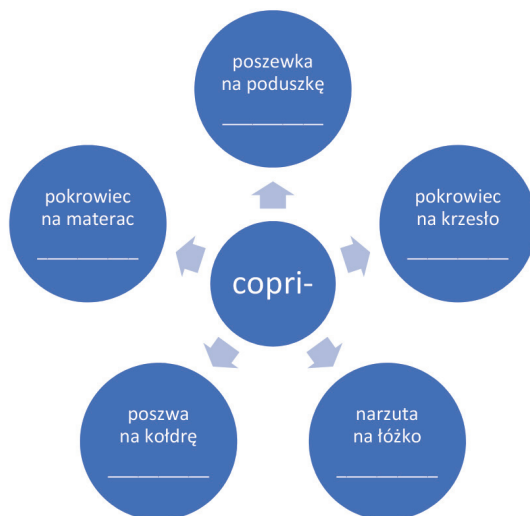 poszewka
na poduszkę
__________
pokrowiec
na materac
__________
pokrowiec
na krzesło
__________
copri-
poszwa
na kołdrę
__________
narzuta
na łóżko
__________